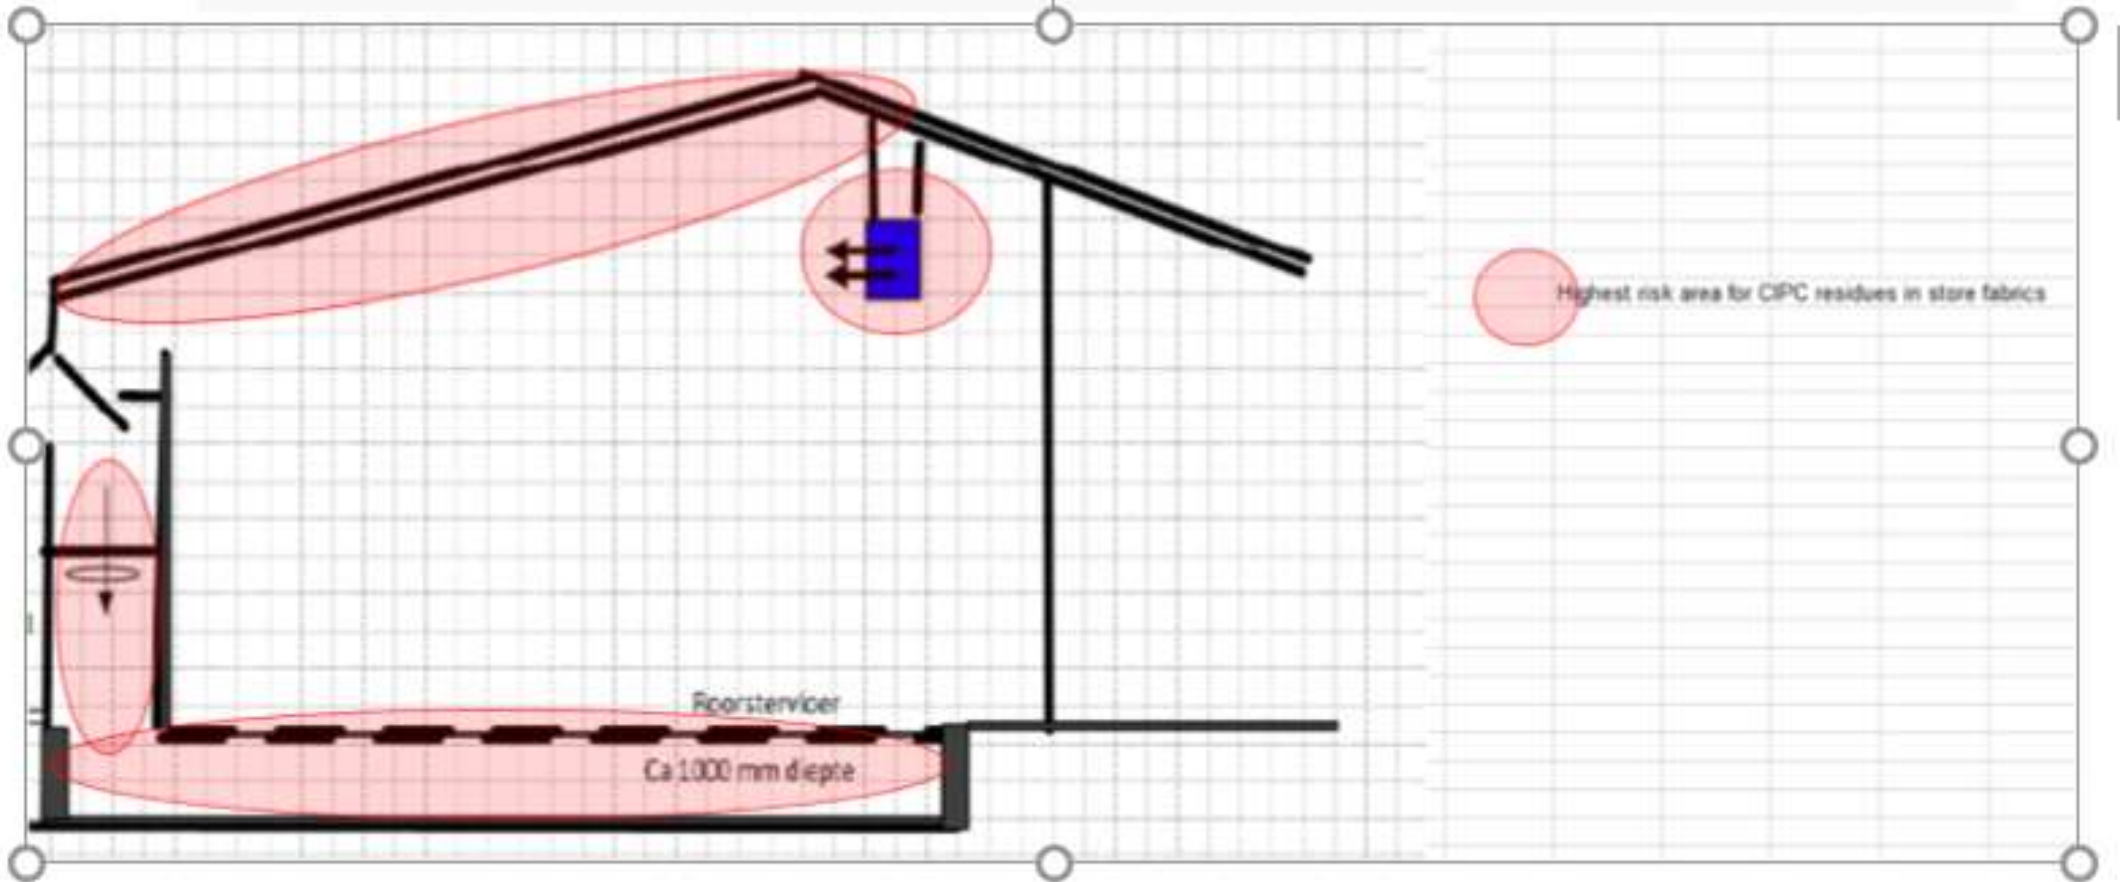 Highest risk area for CIPC residues in store fabrics
Roorstervloer
Ca 1000 mm diepte